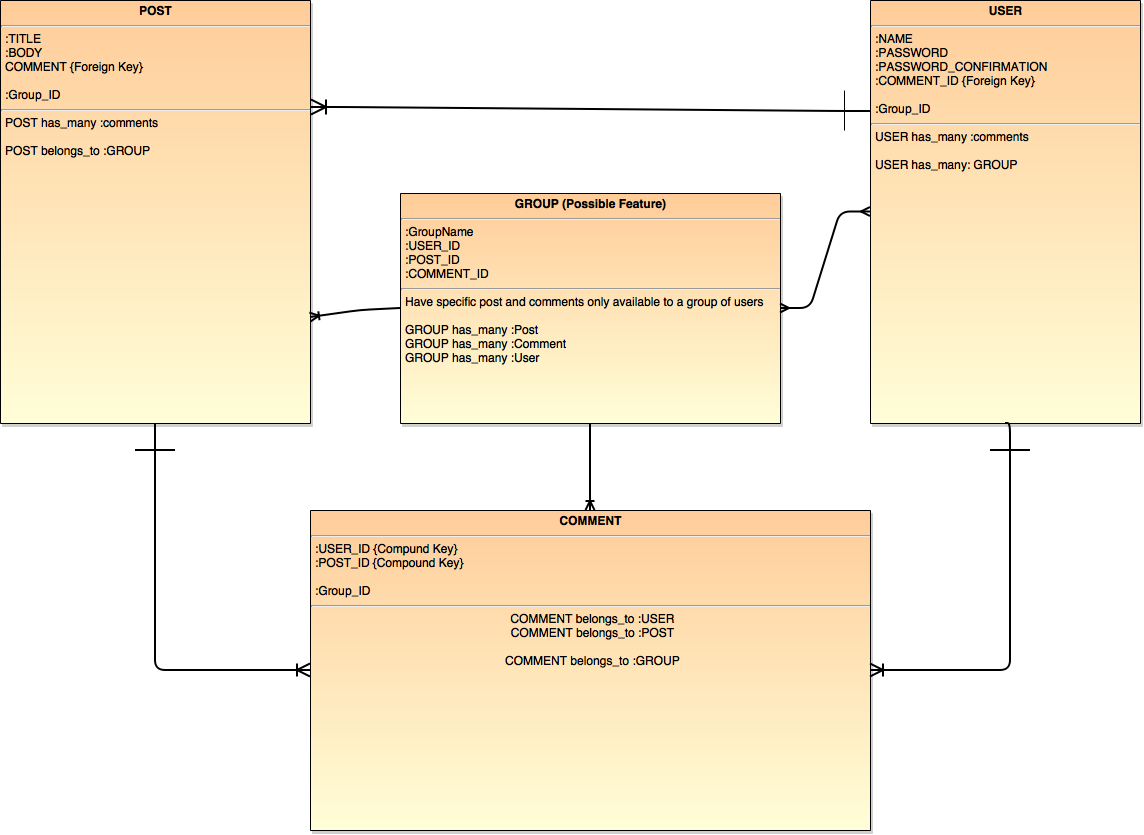 POST
:TITLE
:BODY
COMMENT {Foreign Key}
:Group_ID
POST has_many :comments
POST belongs_to :GROUP
USER
:NAME
:PASSWORD
:PASSWORD_CONFIRMATION
:COMMENT_ID {Foreign Key}
:Group_ID
USER has_many :comments
USER has_many: GROUP
GROUP (Possible Feature)
:GroupName
:USER_ID
:POST_ID
:COMMENT_ID
Have specific post and comments only available to a group of users
GROUP has_many :Post
GROUP has_many :Comment
GROUP has_many :User
COMMENT
:USER_ID {Compund Key}
:POST_ID {Compound Key}
:Group_ID
COMMENT belongs_to :USER
COMMENT belongs_to :POST
COMMENT belongs_to :GROUP